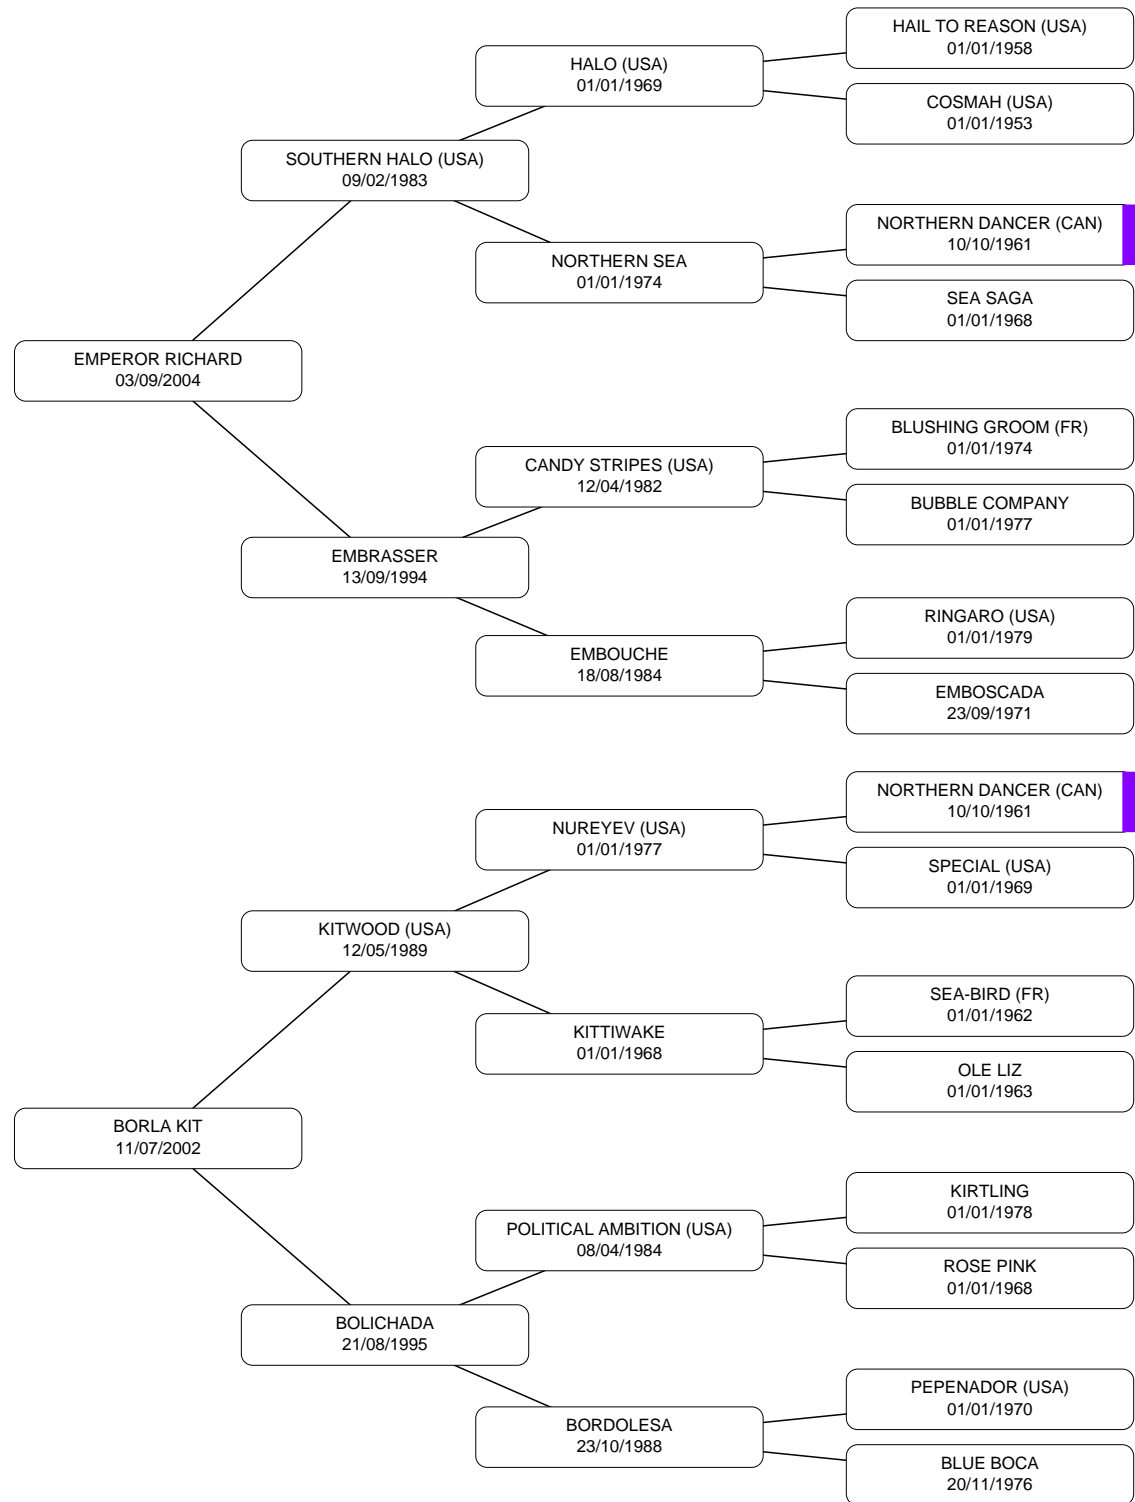 HAIL TO REASON (USA)
01/01/1958
HALO (USA)
01/01/1969
COSMAH (USA)
01/01/1953
SOUTHERN HALO (USA)
09/02/1983
NORTHERN DANCER (CAN)
10/10/1961
NORTHERN SEA
01/01/1974
SEA SAGA
01/01/1968
EMPEROR RICHARD
03/09/2004
BLUSHING GROOM (FR)
01/01/1974
CANDY STRIPES (USA)
12/04/1982
BUBBLE COMPANY
01/01/1977
EMBRASSER
13/09/1994
RINGARO (USA)
01/01/1979
EMBOUCHE
18/08/1984
EMBOSCADA
23/09/1971
NORTHERN DANCER (CAN)
10/10/1961
NUREYEV (USA)
01/01/1977
SPECIAL (USA)
01/01/1969
KITWOOD (USA)
12/05/1989
SEA-BIRD (FR)
01/01/1962
KITTIWAKE
01/01/1968
OLE LIZ
01/01/1963
BORLA KIT
11/07/2002
KIRTLING
01/01/1978
POLITICAL AMBITION (USA)
08/04/1984
ROSE PINK
01/01/1968
BOLICHADA
21/08/1995
PEPENADOR (USA)
01/01/1970
BORDOLESA
23/10/1988
BLUE BOCA
20/11/1976